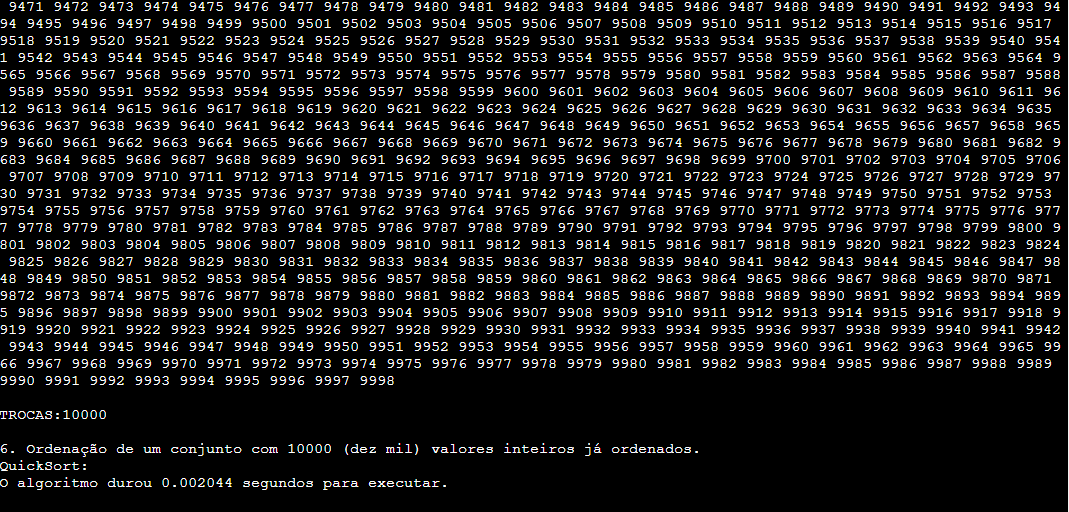 9471 9472 9473 9474 9475 9476 9477 9478 9479 9480 9481 9482 9483 9484 9485 9486 9487 9488 9489 9490 9491 9492 9493 94
94 9495 9496 9497 9498 9499 9500 9501 9502 9503 9504 9505 9506 9507 9508 9509 9510 9511 9512 9513 9514 9515 9516 9517
9518 9519 9520 9521 9522 9523 9524 9525 9526 9527 9528 9529 9530 9531 9532 9533 9534 9535 9536 9537 9538 9539 9540 954
1 9542 9543 9544 9545 9546 9547 9548 9549 9550 9551 9552 9553 9554 9555 9556 9557 9558 9559 9560 9561 9562 9563 9564 9
565 9566 9567 9568 9569 9570 9571 9572 9573 9574 9575 9576 9577 9578 9579 9580 9581 9582 9583 9584 9585 9586 9587 9588
9589 9590 9591 9592 9593 9594 9595 9596 9597 9598 9599 9600 9601 9602 9603 9604 9605 9606 9607 9608 9609 9610 9611 96
12 9613 9614 9615 9616 9617 9618 9619 9620 9621 9622 9623 9624 9625 9626 9627 9628 9629 9630 9631 9632 9633 9634 9635
9636 9637 9638 9639 9640 9641 9642 9643 9644 9645 9646 9647 9648 9649 9650 9651 9652 9653 9654 9655 9656 9657 9658 965
9 9660 9661 9662 9663 9664 9665 9666 9667 9668 9669 9670 9671 9672 9673 9674 9675 9676 9677 9678 9679 9680 9681 9682 9
683 9684 9685 9686 9687 9688 9689 9690 9691 9692 9693 9694 9695 9696 9697 9698 9699 9700 9701 9702 9703 9704 9705 9706
9707 9708 9709 9710 9711 9712 9713 9714 9715 9716 9717 9718 9719 9720 9721 9722 9723 9724 9725 9726 9727 9728 9729 97
30 9731 9732 9733 9734 9735 9736 9737 9738 9739 9740 9741 9742 9743 9744 9745 9746 9747 9748 9749 9750 9751 9752 9753
9754 9755 9756 9757 9758 9759 9760 9761 9762 9763 9764 9765 9766 9767 9768 9769 9770 9771 9772 9773 9774 9775 9776 977
7 9778 9779 9780 9781 9782 9783 9784 9785 9786 9787 9788 9789 9790 9791 9792 9793 9794 9795 9796 9797 9798 9799 9800 9
801 9802 9803 9804 9805 9806 9807 9808 9809 9810 9811 9812 9813 9814 9815 9816 9817 9818 9819 9820 9821 9822 9823 9824
9825 9826 9827 9828 9829 9830 9831 9832 9833 9834 9835 9836 9837 9838 9839 9840 9841 9842 9843 9844 9845 9846 9847 98
48 9849 9850 9851 9852 9853 9854 9855 9856 9857 9858 9859 9860 9861 9862 9863 9864 9865 9866 9867 9868 9869 9870 9871
9872 9873 9874 9875 9876 9877 9878 9879 9880 9881 9882 9883 9884 9885 9886 9887 9888 9889 9890 9891 9892 9893 9894 989
5 9896 9897 9898 9899 9900 9901 9902 9903 9904 9905 9906 9907 9908 9909 9910 9911 9912 9913 9914 9915 9916 9917 9918 9
919 9920 9921 9922 9923 9924 9925 9926 9927 9928 9929 9930 9931 9932 9933 9934 9935 9936 9937 9938 9939 9940 9941 9942
9943 9944 9945 9946 9947 9948 9949 9950 9951 9952 9953 9954 9955 9956 9957 9958 9959 9960 9961 9962 9963 9964 9965 99
66 9967 9968 9969 9970 9971 9972 9973 9974 9975 9976 9977 9978 9979 9980 9981 9982 9983 9984 9985 9986 9987 9988 9989
9990 9991 9992 9993 9994 9995 9996 9997 9998
TROCAS:10000
6. Ordenação de um conjunto com 10000 (dez mil) valores inteiros já ordenados.
QuickSort:
O algoritmo durou 0.002044 segundos para executar.